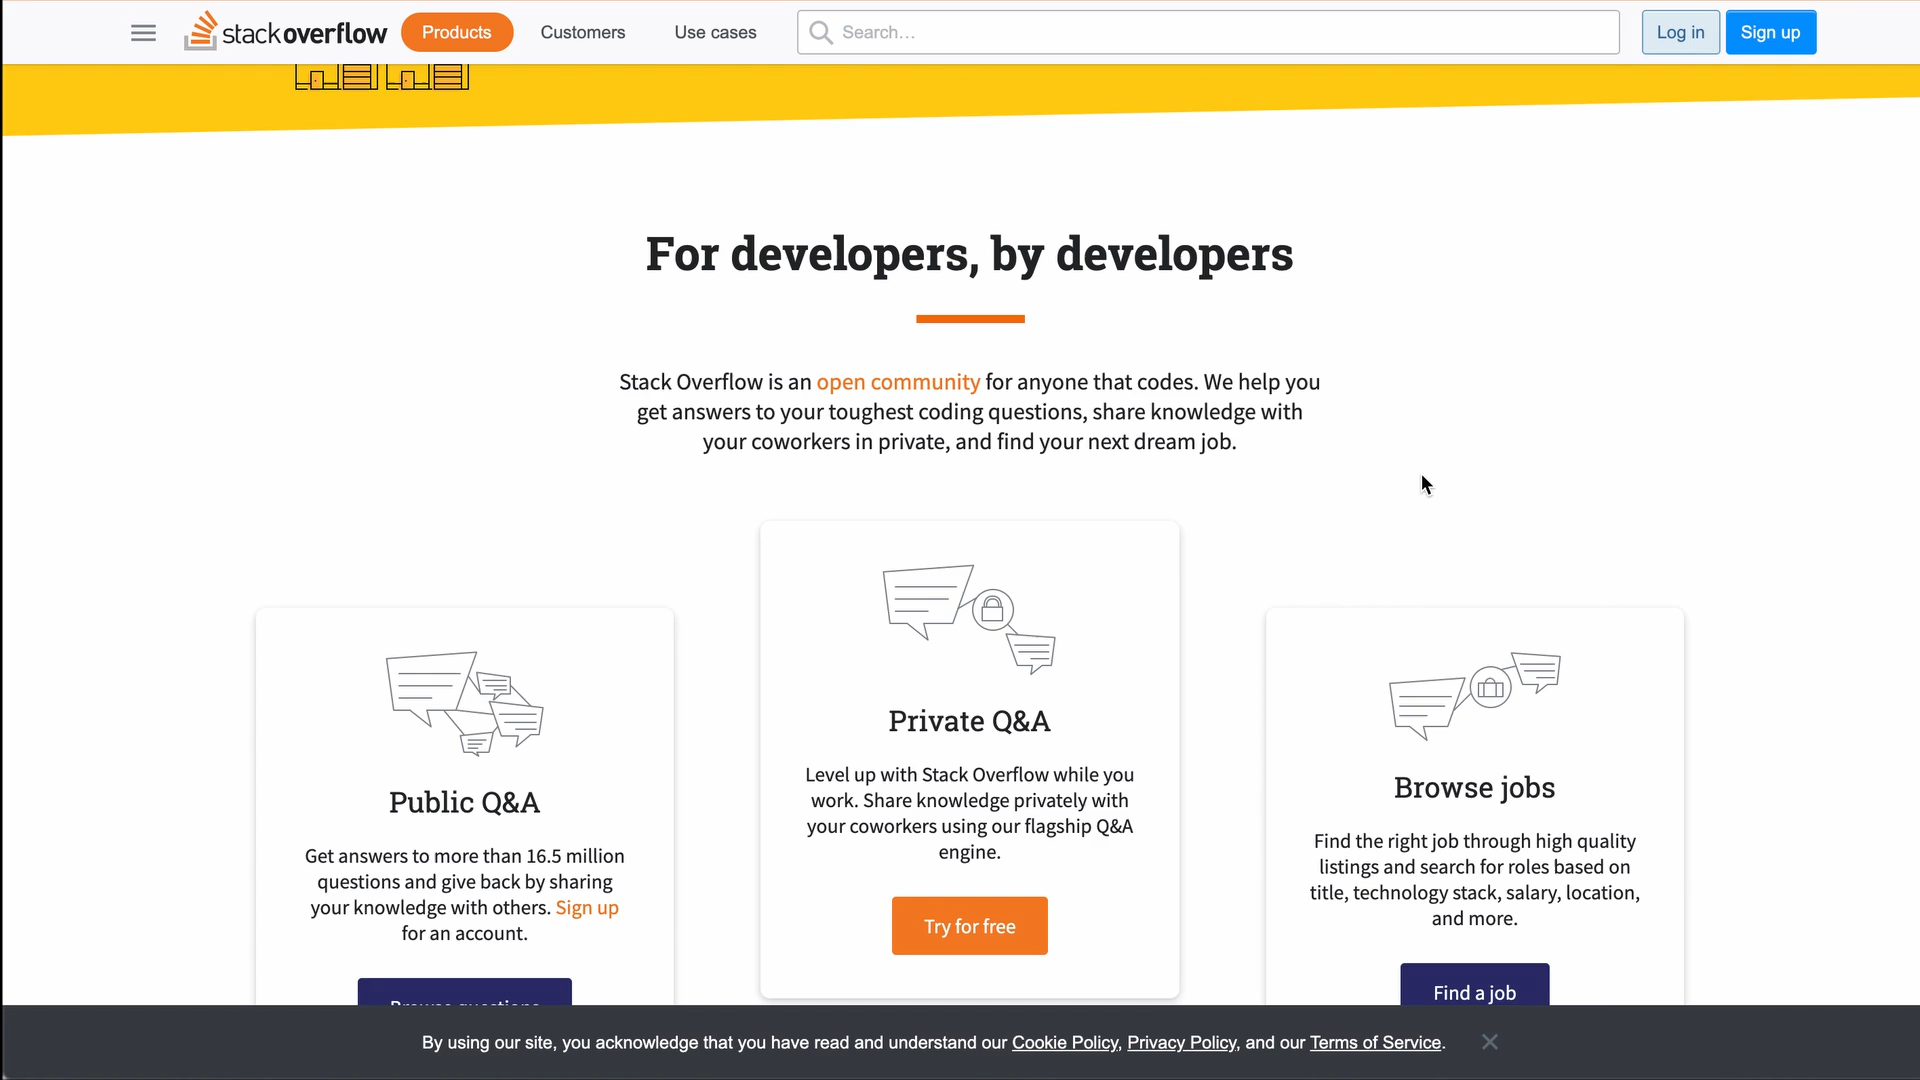 stackoverflow Products Customers Use cases Search... Log in Sign up
For developers, by developers
Stack Overflow is an open community for anyone that codes. We help you
get answers to your toughest coding questions, share knowledge with
your coworkers in private, and find your next dream job.
Public Q&A
Get answers to more than 16.5 million
questions and give back by sharing
your knowledge with others. Sign up
for an account.
Browse questions
Private Q&A
Level up with Stack Overflow while you
work. Share knowledge privately with
your coworkers using our flagship Q&A
engine.
Try for free
Browse jobs
Find the right job through high quality
listings and search for roles based on
title, technology stack, salary, location,
and more.
Find a job
By using our site, you acknowledge that you have read and understand our Cookie Policy, Privacy Policy, and our Terms of Service.